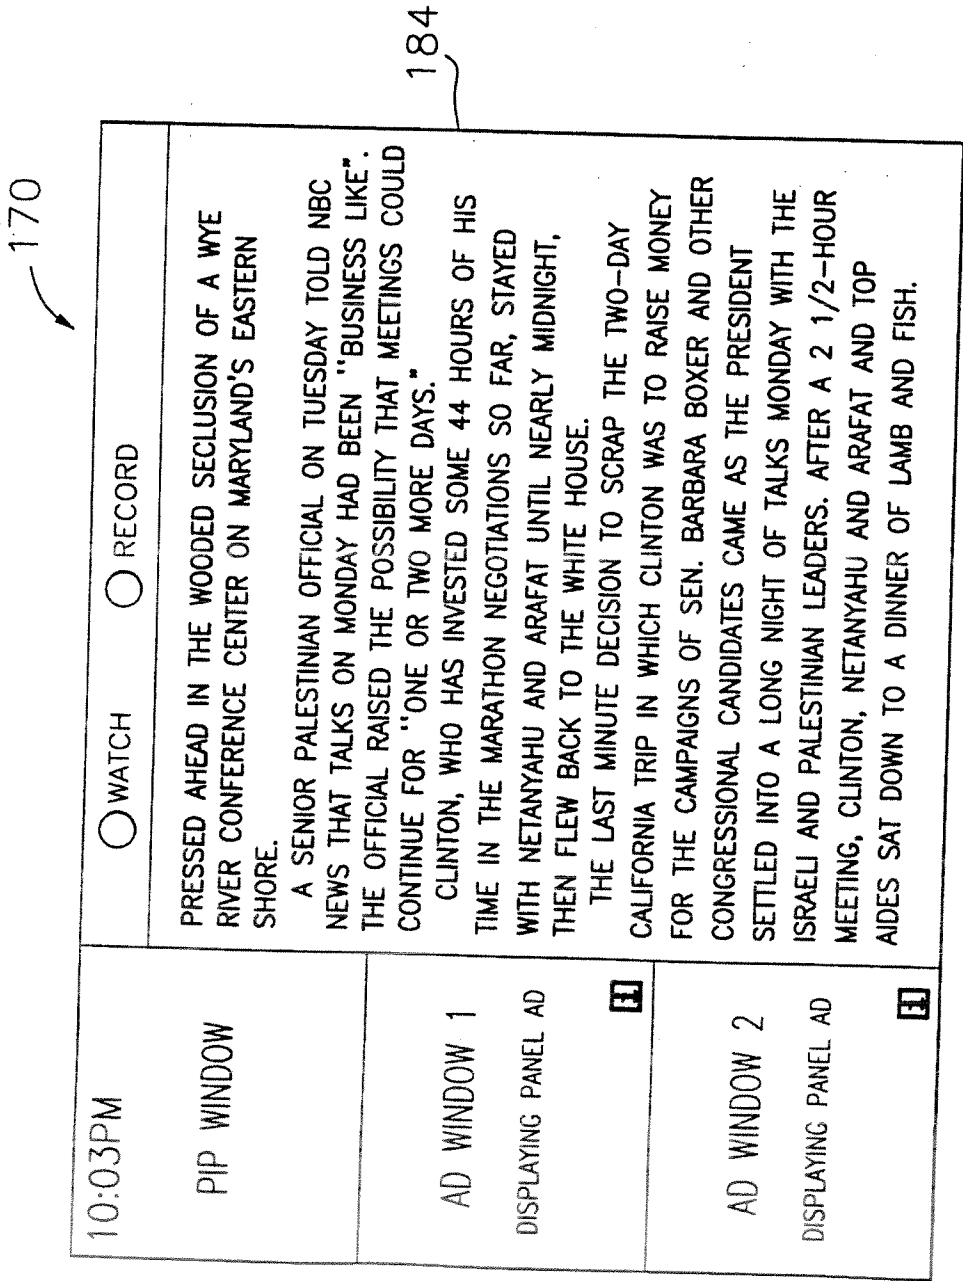 170
184
10:03PM
PIP WINDOW
AD WINDOW 1
DISPLAYING PANEL AD
i
AD WINDOW 2
DISPLAYING PANEL AD
i
WATCH RECORD
PRESSED AHEAD IN THE WOODED SECLUSION OF A WYE
RIVER CONFERENCE CENTER ON MARYLAND'S EASTERN
SHORE.
A SENIOR PALESTINIAN OFFICIAL ON TUESDAY TOLD NBC
NEWS THAT TALKS ON MONDAY HAD BEEN "BUSINESS LIKE".
THE OFFICIAL RAISED THE POSSIBILITY THAT MEETINGS COULD
CONTINUE FOR "ONE OR TWO MORE DAYS."
CLINTON, WHO HAS INVESTED SOME 44 HOURS OF HIS
TIME IN THE MARATHON NEGOTIATIONS SO FAR, STAYED
WITH NETANYAHU AND ARAFAT UNTIL NEARLY MIDNIGHT,
THEN FLEW BACK TO THE WHITE HOUSE.
THE LAST MINUTE DECISION TO SCRAP THE TWO-DAY
CALIFORNIA TRIP IN WHICH CLINTON WAS TO RAISE MONEY
FOR THE CAMPAIGNS OF SEN. BARBARA BOXER AND OTHER
CONGRESSIONAL CANDIDATES CAME AS THE PRESIDENT
SETTLED INTO A LONG NIGHT OF TALKS MONDAY WITH THE
ISRAELI AND PALESTINIAN LEADERS. AFTER A 2 1/2-HOUR
MEETING, CLINTON, NETANYAHU AND ARAFAT AND TOP
AIDES SAT DOWN TO A DINNER OF LAMB AND FISH.